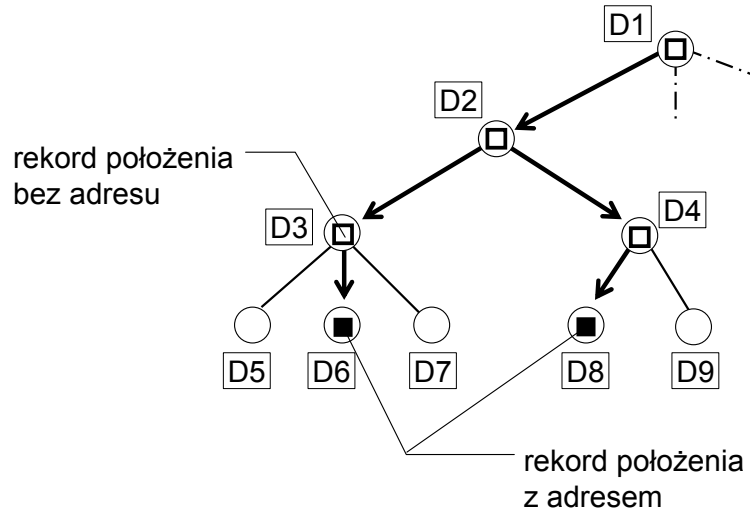 D1
D2
rekord położenia
bez adresu
D3
D4
D5
D6
D7
D8
D9
rekord położenia
z adresem